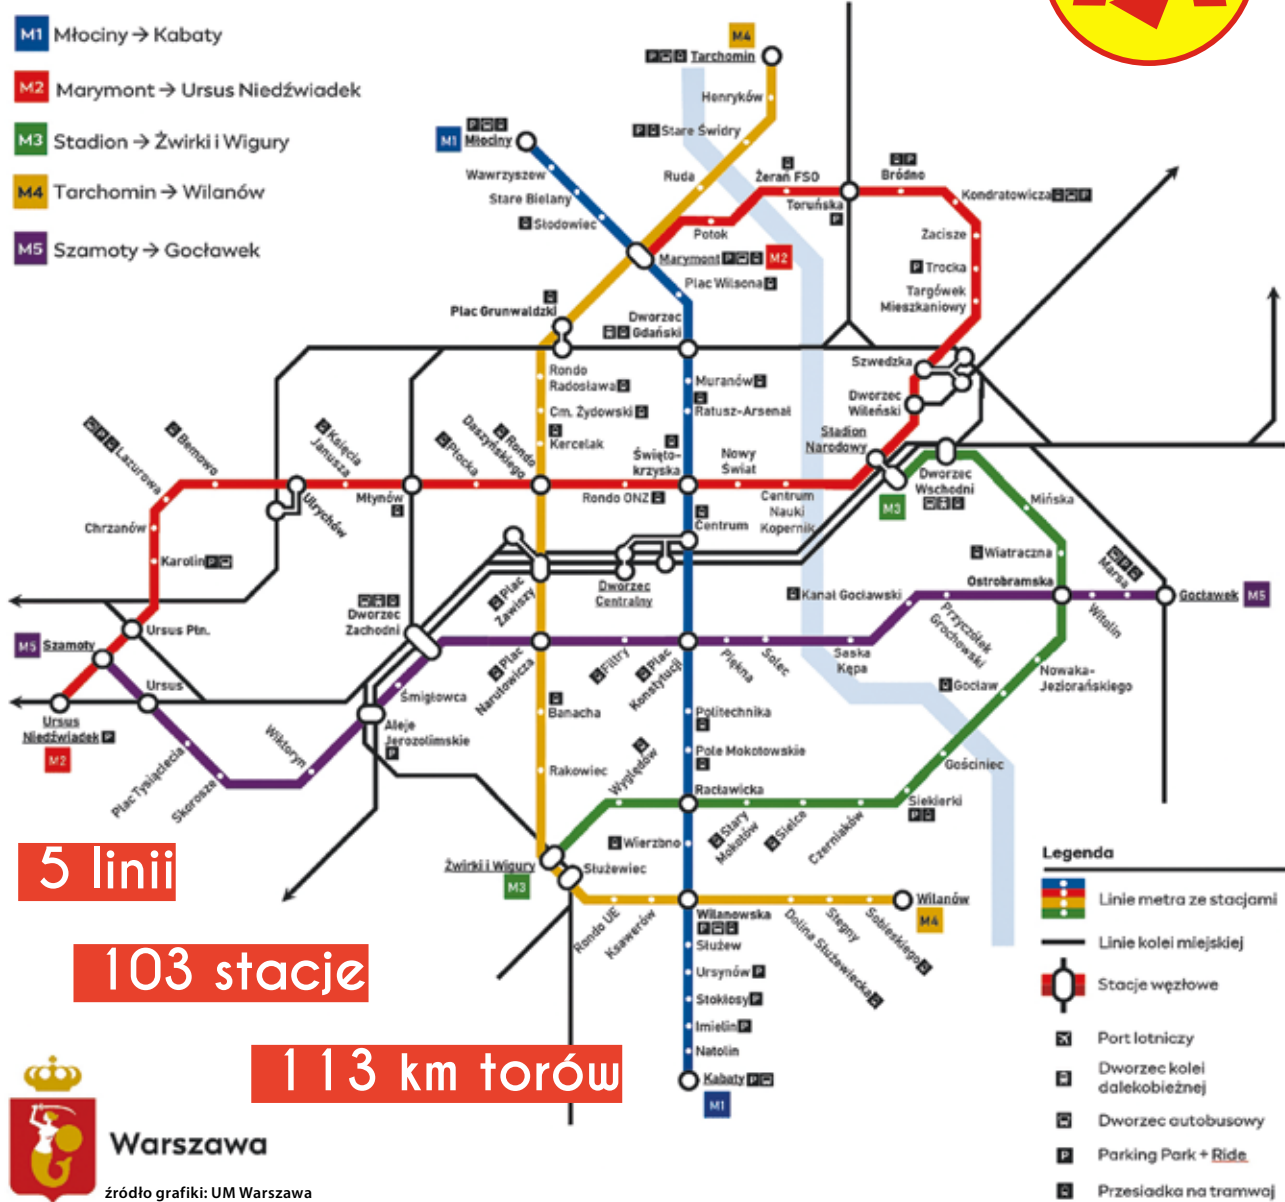 M1 Młociny → Kabaty
M2 Marymont → Ursus Niedźwiadek
M3 Stadion → Żwirki i Wigury
M4 Tarchomin → Wilanów
M5 Szamoty → Gocławek
M4
P Tarchomin
Henryków
P Stare Świdry
Ruda
P
M1 Młociny
Wawrzyszew
Stare Bielany
Słodowiec
Żerań FSO
Toruńska
P
P
Bródno
Kondratowicza P
Zacisze
P Trocka
Targówek
Mieszkaniowy
Potok
Marymont P M2
Plac Wilsona
Plac Grunwaldzki
Dworzec
Gdański
Szwedzka
Dworzec
Wileński
Stadion
Narodowy
Rondo
Radosława
Cm. Żydowski
Kercelak
Muranów
Ratusz-Arsenał
P Lazurowa
Bemowo
Księcia
Janusza
Ulrychów
Młynów
Płocka
Rondo
Daszyńskiego
Rondo ONZ
Święto-
krzyska
Nowy
Świat
Centrum
Nauki
Kopernik
M3
Dworzec
Wschodni
Mińska
Wiatraczna
Ostrobramska
P
Marsa
Chrzanów
Karolin P
Centrum
Dworzec
Centralny
Plac
Zawiszy
Dworzec
Zachodni
Kanał Gocławski
Przyczółek
Grochowski
Witolin
Gocławek M5
M5 Szamoty
Ursus Płn.
Ursus
Ursus
Niedźwiadek P
M2
Plac Tysiąclecia
Skorosze
Wiktoryn
Śmigłowca
Aleje
Jerozolimskie
P
Plac
Narutowicza
Filtry
Plac
Konstytucji
Piękna
Solec
Saska
Kępa
Nowaka-
Jeziorańskiego
Gocław
Banacha
Politechnika
Pole Mokotowskie
Gościniec
Rakowiec
Wyględów
Racławicka
Siekierki
P
Wierzbno
Stary
Mokotów
Sielce
Czerniaków
Żwirki i Wigury
M3
Służewiec
Rondo UE
Ksawerów
Wilanowska
P
Dolina Służewiecka
Stegny
Sobieskiego
Wilanów
M4
Służew
Ursynów P
Stokłosy P
Imielin P
Natolin
Kabaty P
M1
5 linii
103 stacje
113 km torów
Warszawa
źródło grafiki: UM Warszawa
Legenda
Linie metra ze stacjami
Linie kolei miejskiej
Stacje węzłowe
Port lotniczy
Dworzec kolei
dalekobieżnej
Dworzec autobusowy
P Parking Park + Ride
Przesiadka na tramwaj